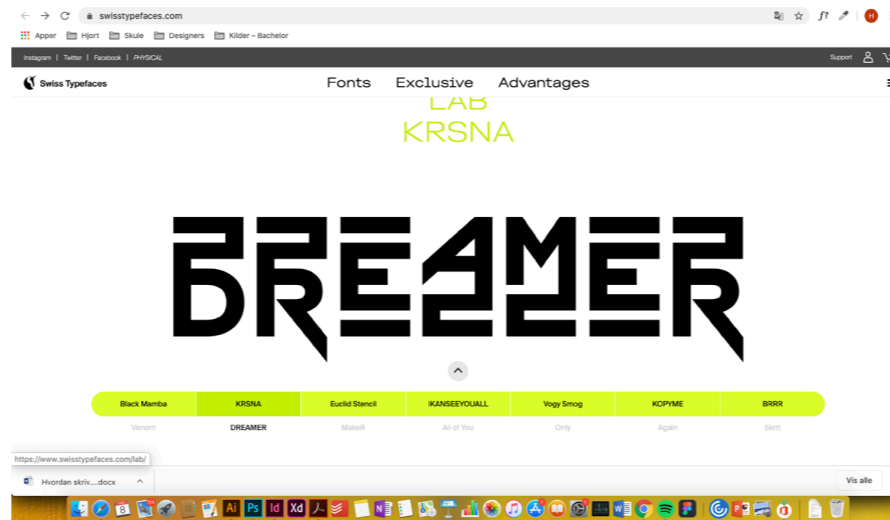 swisstypefaces.com
Apper Hjort Skule Designers Kilder – Bachelor
Instagram | Twitter | Facebook | PHYSICAL Support
Swiss Typefaces Fonts Exclusive Advantages
LAB
KRSNA
DREAMER
Black Mamba KRSNA Euclid Stencil IKANSEEYOUALL Vogy Smog KOPYME BRRR
Venom DREAMER MakeR All of You Only Again Skrrt
https://www.swisstypefaces.com/lab/
Hvordan skriv....docx Vis alle